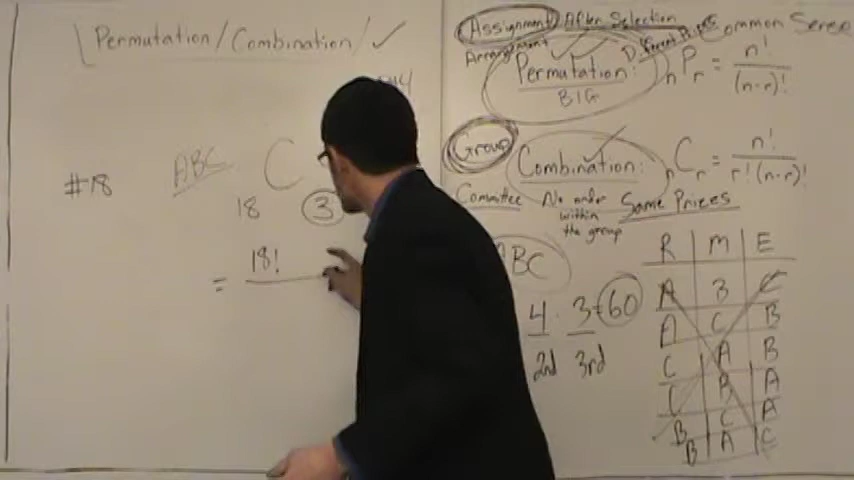 Permutation/Combination/ ✓
#18
ABC
C
18 3
= 18!
Assignment After Selection
Common Sense
Arrangement Different Prizes
Permutation: nPr = n!/(n-r)!
BIG
Group
Combination: nCr = n!/r!(n-r)!
Committee No order within the group Same Prizes
ABC
4 · 3 = 60
2nd 3rd
R M E
A B C
A C B
C A B
C B A
B C A
B A C